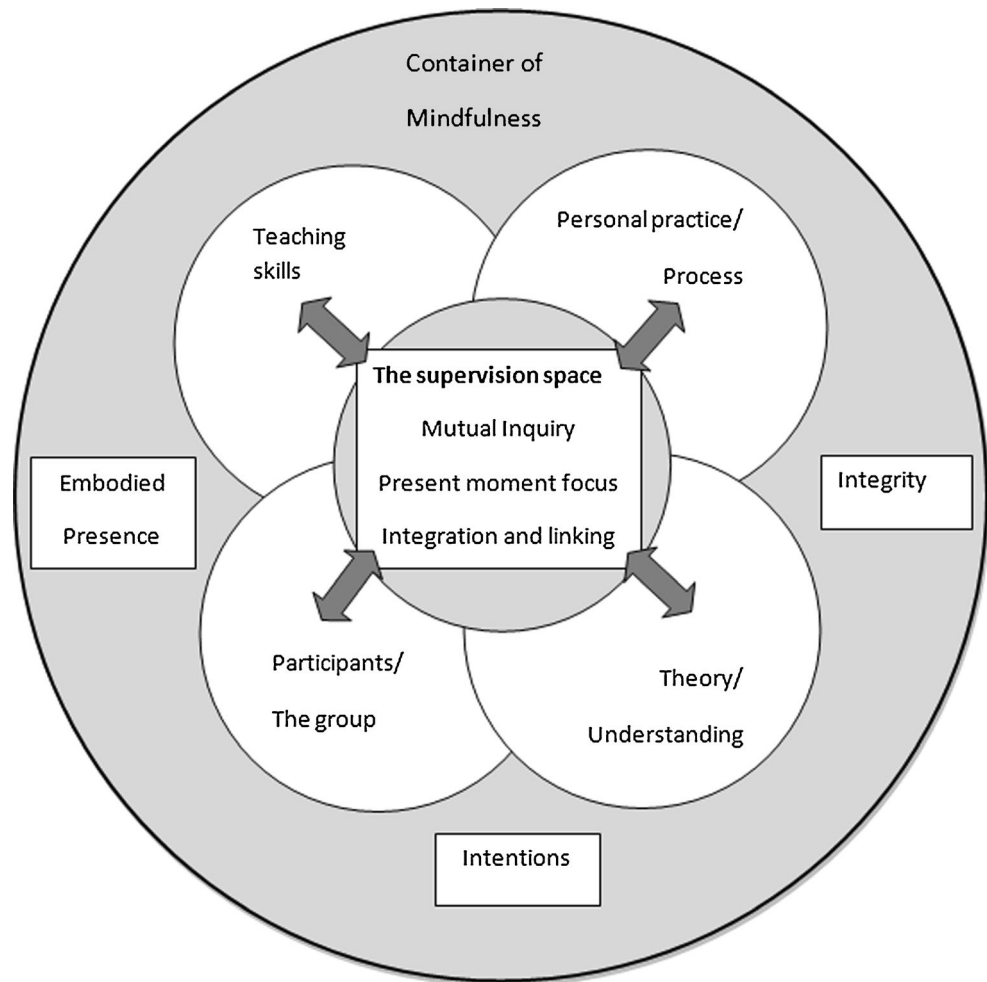 Container of
Mindfulness
Teaching
skills
Personal practice/
Process
The supervision space
Mutual Inquiry
Present moment focus
Integration and linking
Embodied
Presence
Integrity
Participants/
The group
Theory/
Understanding
Intentions